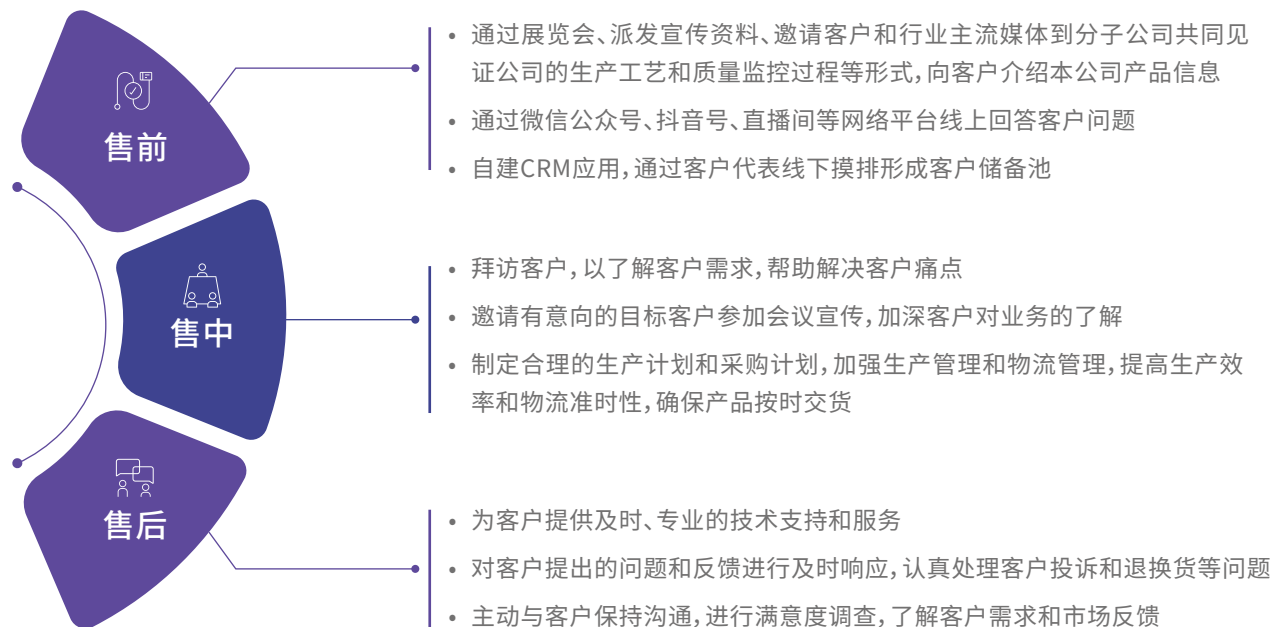 售前
• 通过展览会、派发宣传资料、邀请客户和行业主流媒体到分子公司共同见
证公司的生产工艺和质量监控过程等形式,向客户介绍本公司产品信息
• 通过微信公众号、抖音号、直播间等网络平台线上回答客户问题
• 自建CRM应用,通过客户代表线下摸排形成客户储备池
售中
• 拜访客户,以了解客户需求,帮助解决客户痛点
• 邀请有意向的目标客户参加会议宣传,加深客户对业务的了解
• 制定合理的生产计划和采购计划,加强生产管理和物流管理,提高生产效
率和物流准时性,确保产品按时交货
售后
• 为客户提供及时、专业的技术支持和服务
• 对客户提出的问题和反馈进行及时响应,认真处理客户投诉和退换货等问题
• 主动与客户保持沟通,进行满意度调查,了解客户需求和市场反馈